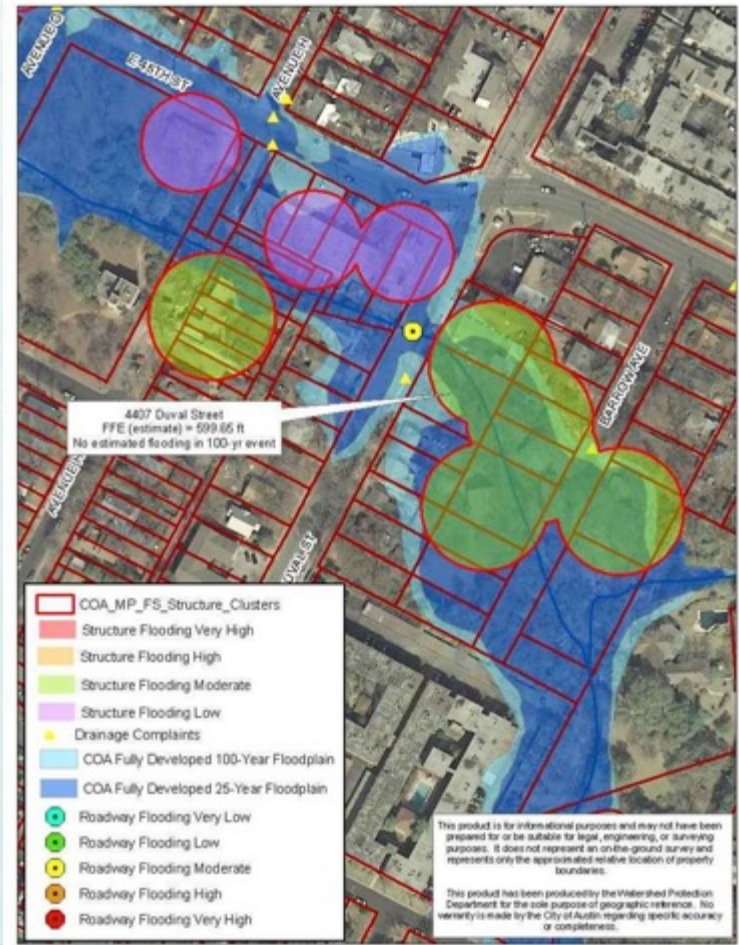 AVENUE G
E 45TH ST
AVENUE H
BARROW AVE
4407 Duval Street
FFE (estimate) = 599.65 ft
No estimated flooding in 100-yr event
AVENUE H
DUVAL ST
COA_MP_FS_Structure_Clusters
Structure Flooding Very High
Structure Flooding High
Structure Flooding Moderate
Structure Flooding Low
Drainage Complaints
COA Fully Developed 100-Year Floodplain
COA Fully Developed 25-Year Floodplain
Roadway Flooding Very Low
Roadway Flooding Low
Roadway Flooding Moderate
Roadway Flooding High
Roadway Flooding Very High
This product is for informational purposes and may not have been
prepared for or be suitable for legal, engineering, or surveying
purposes. It does not represent an on-the-ground survey and
represents only the approximated relative location of property
boundaries.
This product has been produced by the Watershed Protection
Department for the sole purpose of geographic reference. No
warranty is made by the City of Austin regarding specific accuracy
or completeness.